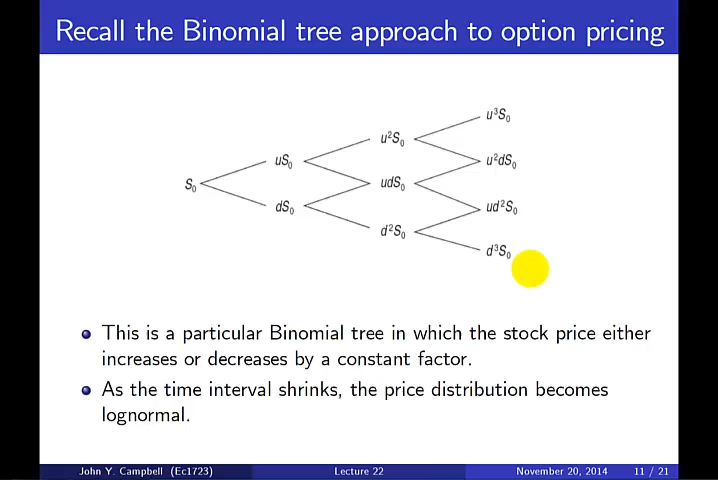 Recall the Binomial tree approach to option pricing
u³S₀
u²S₀
uS₀
u²dS₀
S₀
udS₀
dS₀
ud²S₀
d²S₀
d³S₀
This is a particular Binomial tree in which the stock price either
increases or decreases by a constant factor.
As the time interval shrinks, the price distribution becomes
lognormal.
John Y. Campbell (Ec1723)
Lecture 22
November 20, 2014
11 / 21